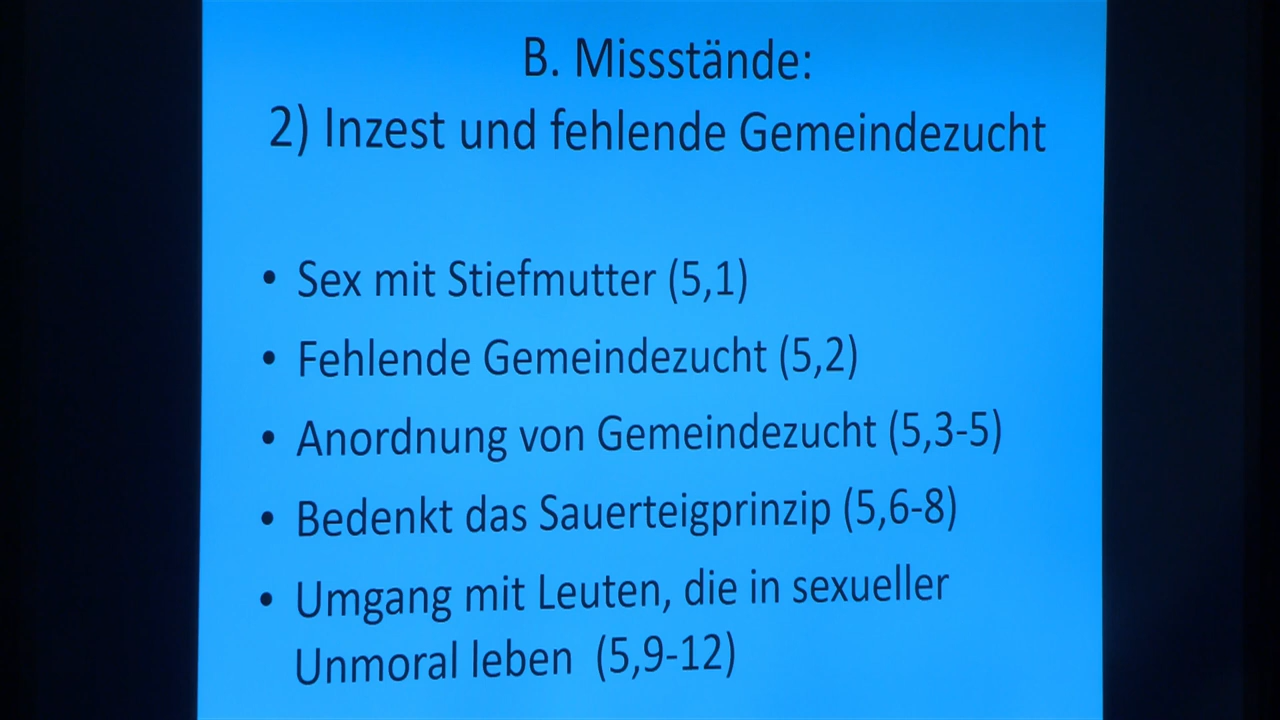 B. Missstände:
2) Inzest und fehlende Gemeindezucht
• Sex mit Stiefmutter (5,1)
• Fehlende Gemeindezucht (5,2)
• Anordnung von Gemeindezucht (5,3-5)
• Bedenkt das Sauerteigprinzip (5,6-8)
• Umgang mit Leuten, die in sexueller
Unmoral leben (5,9-12)